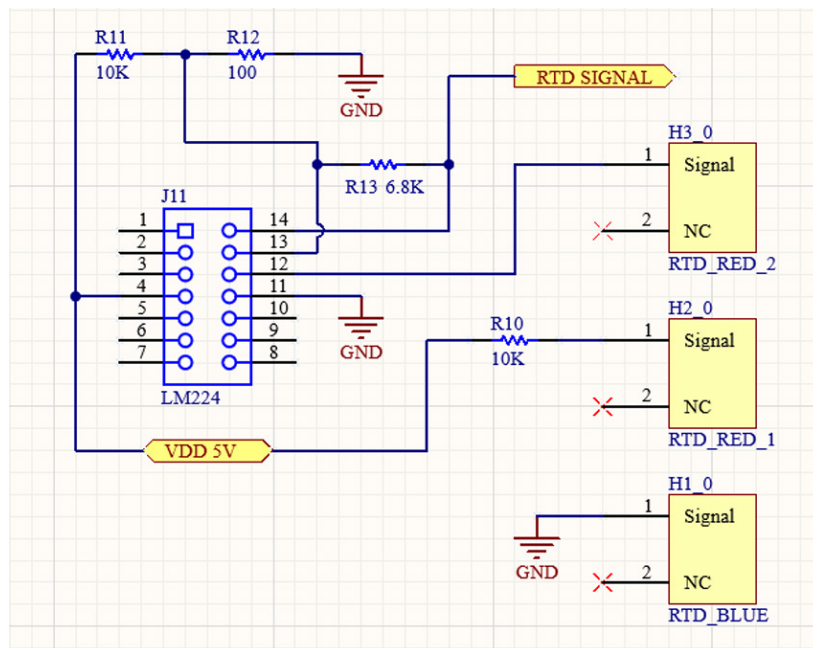 R11
10K
R12
100
GND
RTD SIGNAL
R13 6.8K
H3_0
1
Signal
2
NC
RTD_RED_2
J11
1
2
3
4
5
6
7
14
13
12
11
10
9
8
LM224
GND
R10
10K
H2_0
1
Signal
2
NC
RTD_RED_1
VDD 5V
H1_0
1
Signal
2
NC
RTD_BLUE
GND